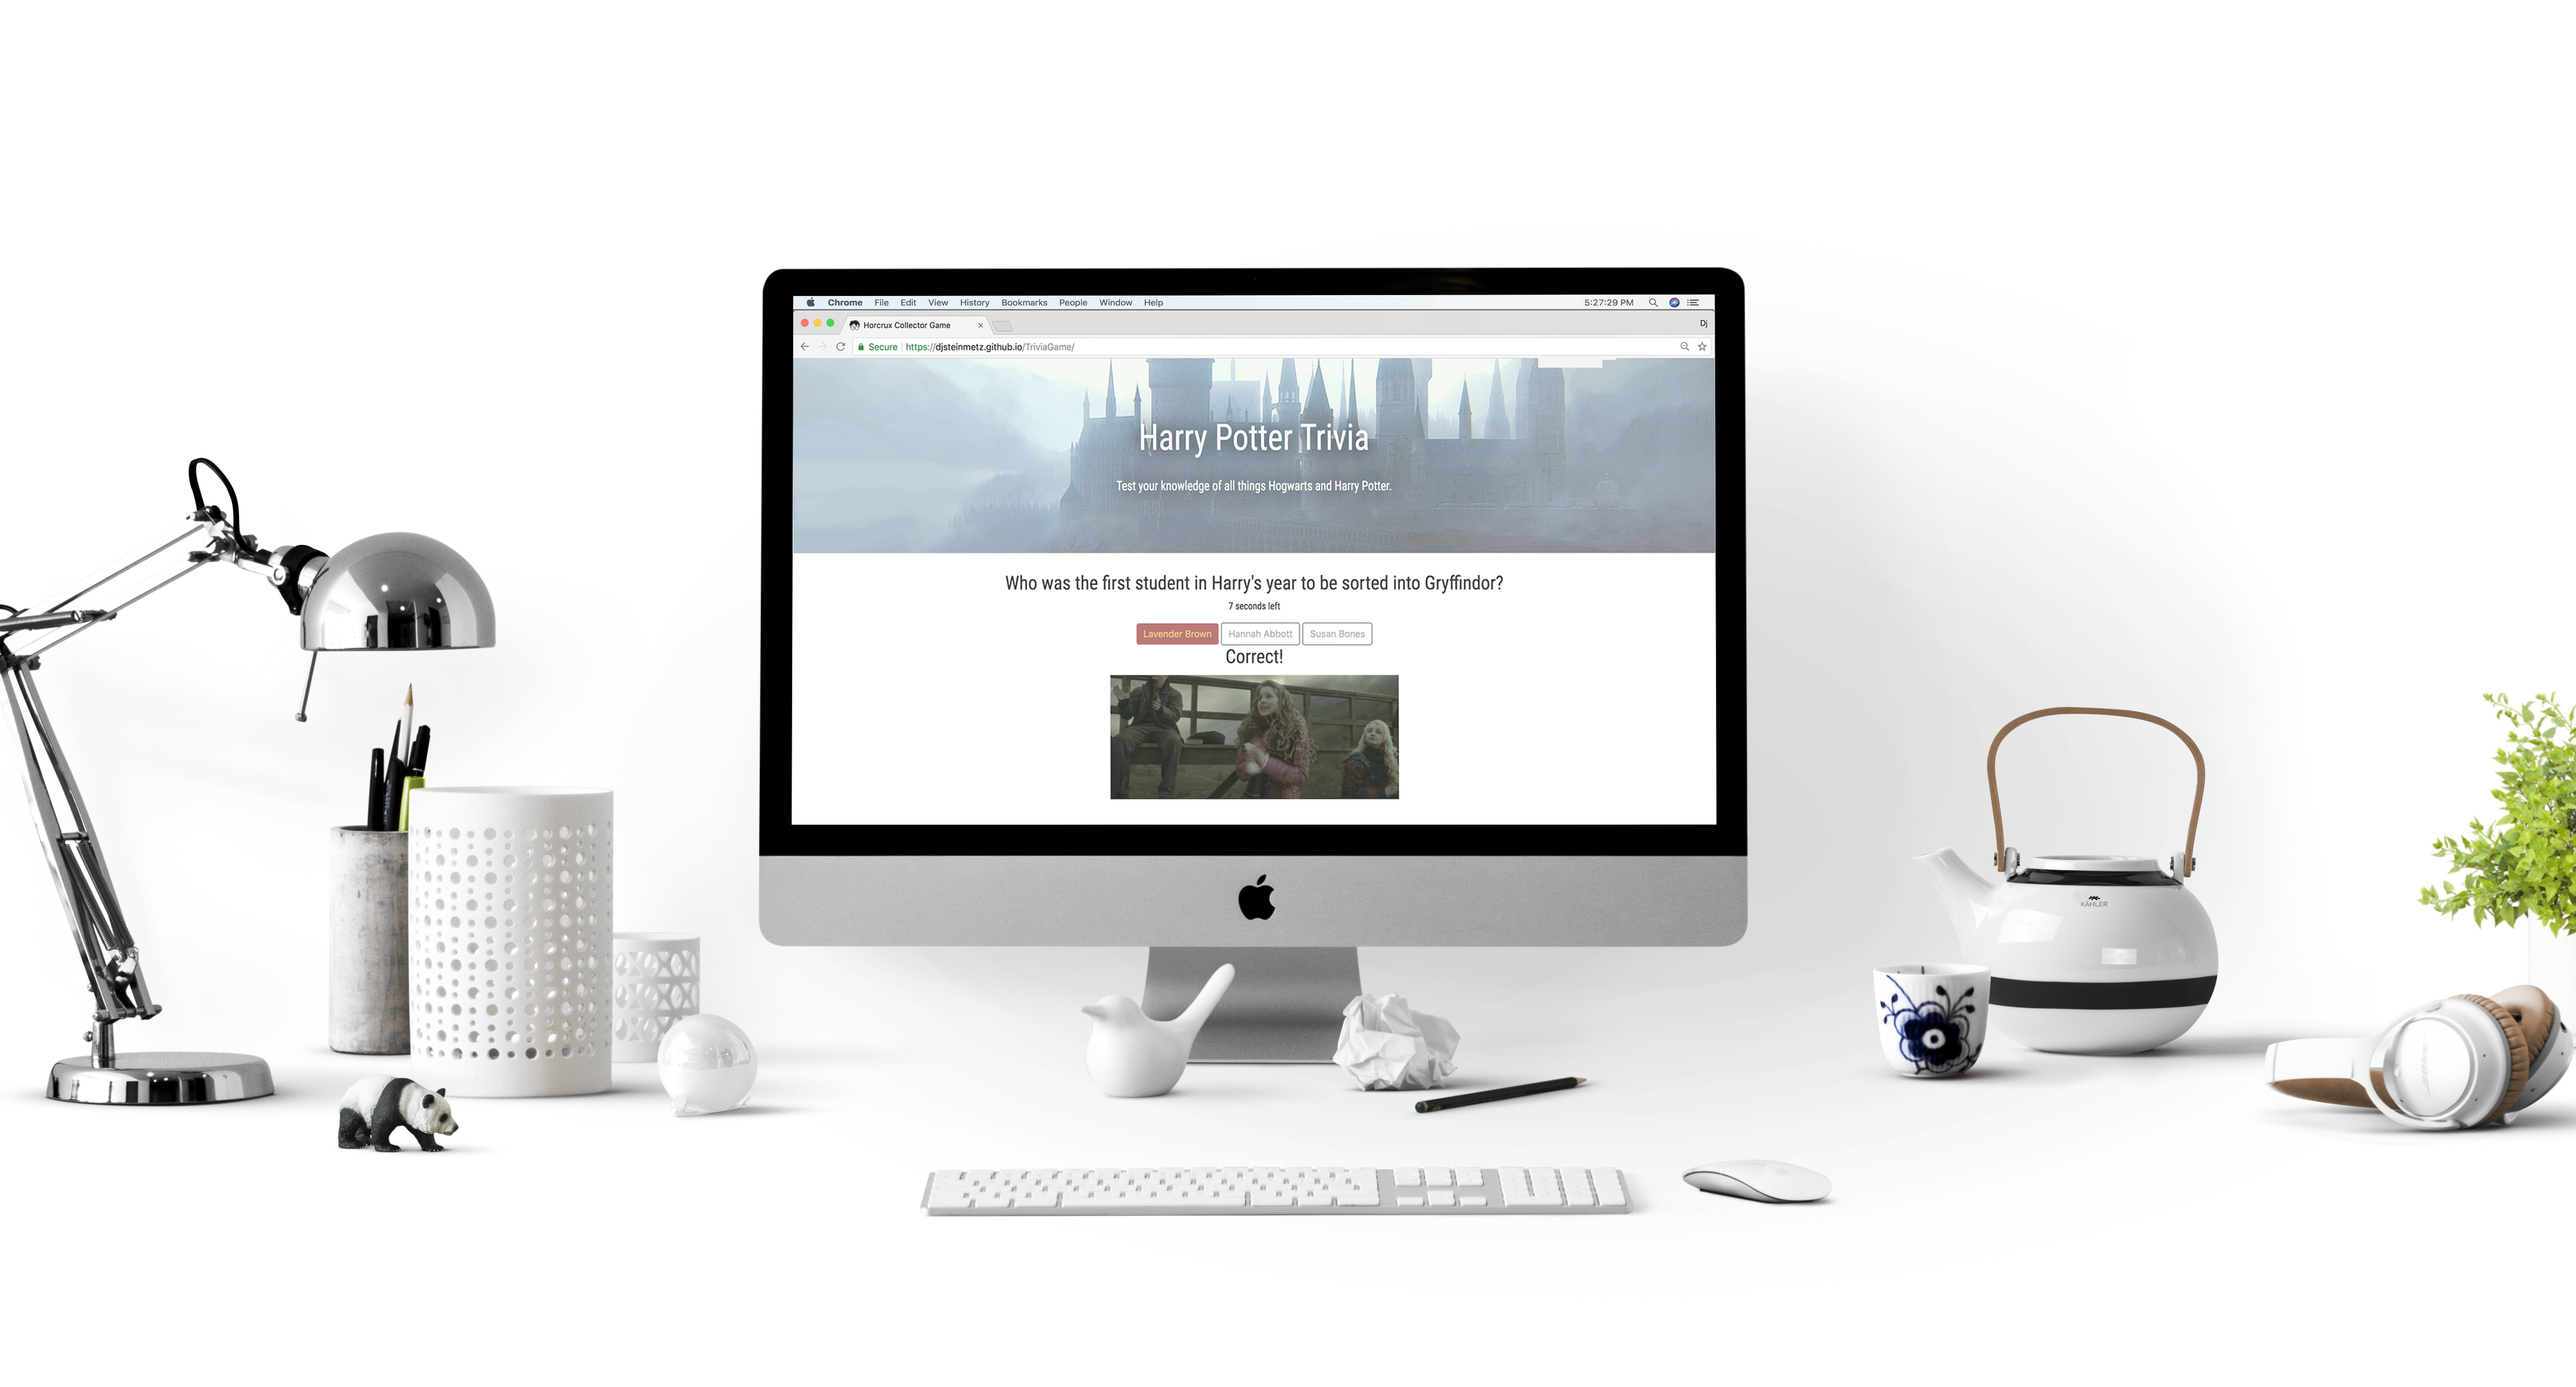 Chrome File Edit View History Bookmarks People Window Help 5:27:29 PM
Horcrux Collector Game × Dj
Secure https://djsteinmetz.github.io/TriviaGame/
Harry Potter Trivia
Test your knowledge of all things Hogwarts and Harry Potter.
Who was the first student in Harry's year to be sorted into Gryffindor?
7 seconds left
Lavender Brown Hannah Abbott Susan Bones
Correct!
KÄHLER
BOSE